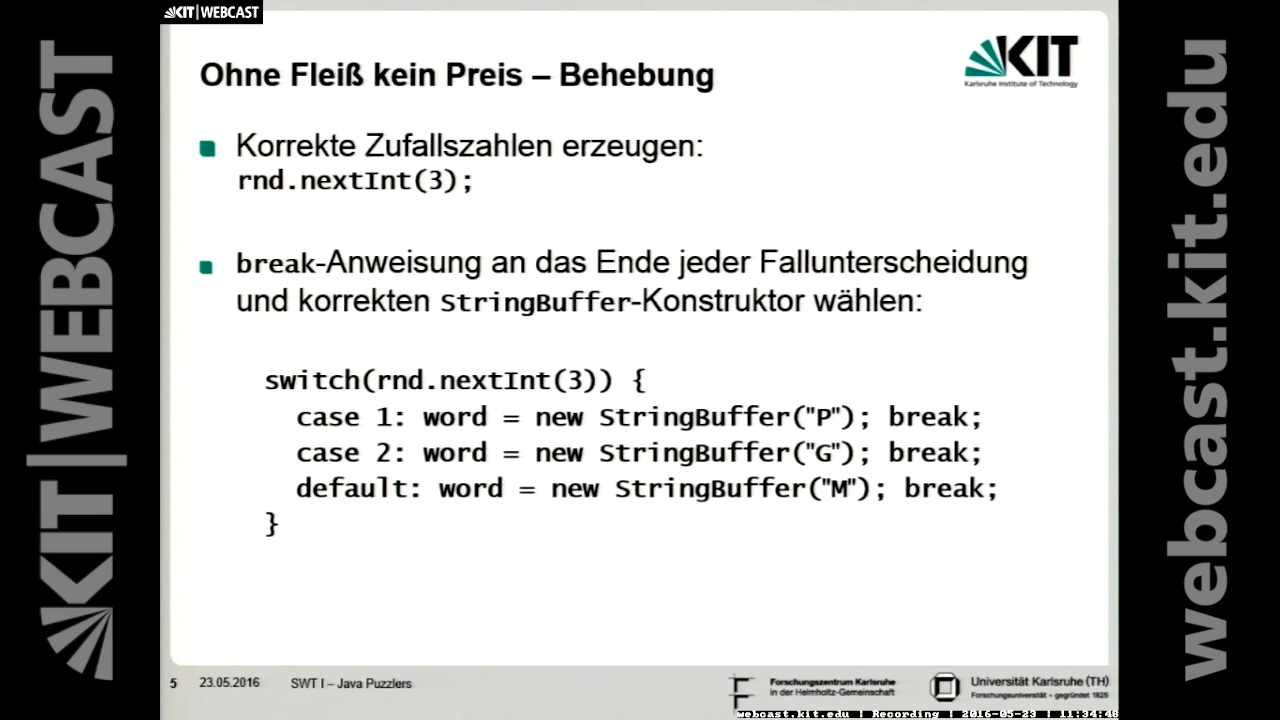 KIT|WEBCAST
KIT|WEBCAST
webcast.kit.edu
Ohne Fleiß kein Preis – Behebung
KIT
Karlsruhe Institute of Technology
Korrekte Zufallszahlen erzeugen:
rnd.nextInt(3);
break-Anweisung an das Ende jeder Fallunterscheidung
und korrekten StringBuffer-Konstruktor wählen:
switch(rnd.nextInt(3)) {
case 1: word = new StringBuffer("P"); break;
case 2: word = new StringBuffer("G"); break;
default: word = new StringBuffer("M"); break;
}
5 23.05.2016 SWT I – Java Puzzlers
Forschungszentrum Karlsruhe
in der Helmholtz-Gemeinschaft
Universität Karlsruhe (TH)
Forschungsuniversität • gegründet 1825
webcast.kit.edu | Recording | 2016-05-23 | 11:34:48